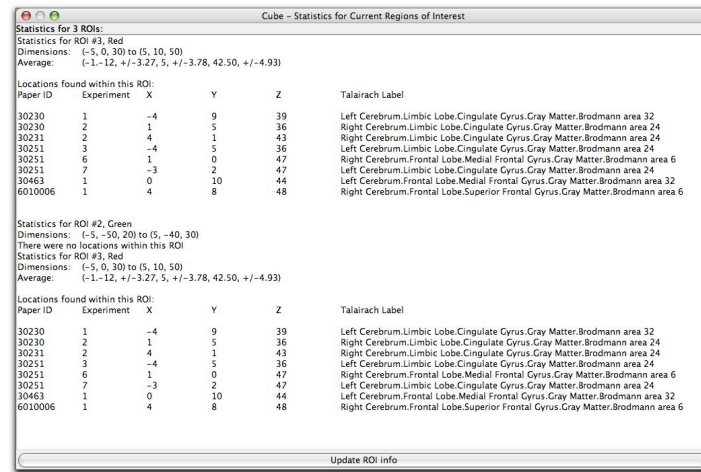 Cube - Statistics for Current Regions of Interest
Statistics for 3 ROIs:
Statistics for ROI #3, Red
Dimensions: (-5, 0, 30) to (5, 10, 50)
Average: (-1.-12, +/-3.27, 5, +/-3.78, 42.50, +/-4.93)
Locations found within this ROI:
Paper ID Experiment X Y Z Talairach Label
30230 1 -4 9 39 Left Cerebrum.Limbic Lobe.Cingulate Gyrus.Gray Matter.Brodmann area 32
30230 2 1 5 36 Right Cerebrum.Limbic Lobe.Cingulate Gyrus.Gray Matter.Brodmann area 24
30231 2 4 1 43 Right Cerebrum.Limbic Lobe.Cingulate Gyrus.Gray Matter.Brodmann area 24
30251 3 -4 5 36 Left Cerebrum.Limbic Lobe.Cingulate Gyrus.Gray Matter.Brodmann area 24
30251 6 1 0 47 Right Cerebrum.Frontal Lobe.Medial Frontal Gyrus.Gray Matter.Brodmann area 6
30251 7 -3 2 47 Left Cerebrum.Limbic Lobe.Cingulate Gyrus.Gray Matter.Brodmann area 24
30463 1 0 10 44 Left Cerebrum.Frontal Lobe.Medial Frontal Gyrus.Gray Matter.Brodmann area 32
6010006 1 4 8 48 Right Cerebrum.Frontal Lobe.Superior Frontal Gyrus.Gray Matter.Brodmann area 6
Statistics for ROI #2, Green
Dimensions: (-5, -50, 20) to (5, -40, 30)
There were no locations within this ROI
Statistics for ROI #3, Red
Dimensions: (-5, 0, 30) to (5, 10, 50)
Average: (-1.-12, +/-3.27, 5, +/-3.78, 42.50, +/-4.93)
Locations found within this ROI:
Paper ID Experiment X Y Z Talairach Label
30230 1 -4 9 39 Left Cerebrum.Limbic Lobe.Cingulate Gyrus.Gray Matter.Brodmann area 32
30230 2 1 5 36 Right Cerebrum.Limbic Lobe.Cingulate Gyrus.Gray Matter.Brodmann area 24
30231 2 4 1 43 Right Cerebrum.Limbic Lobe.Cingulate Gyrus.Gray Matter.Brodmann area 24
30251 3 -4 5 36 Left Cerebrum.Limbic Lobe.Cingulate Gyrus.Gray Matter.Brodmann area 24
30251 6 1 0 47 Right Cerebrum.Frontal Lobe.Medial Frontal Gyrus.Gray Matter.Brodmann area 6
30251 7 -3 2 47 Left Cerebrum.Limbic Lobe.Cingulate Gyrus.Gray Matter.Brodmann area 24
30463 1 0 10 44 Left Cerebrum.Frontal Lobe.Medial Frontal Gyrus.Gray Matter.Brodmann area 32
6010006 1 4 8 48 Right Cerebrum.Frontal Lobe.Superior Frontal Gyrus.Gray Matter.Brodmann area 6
Update ROI info